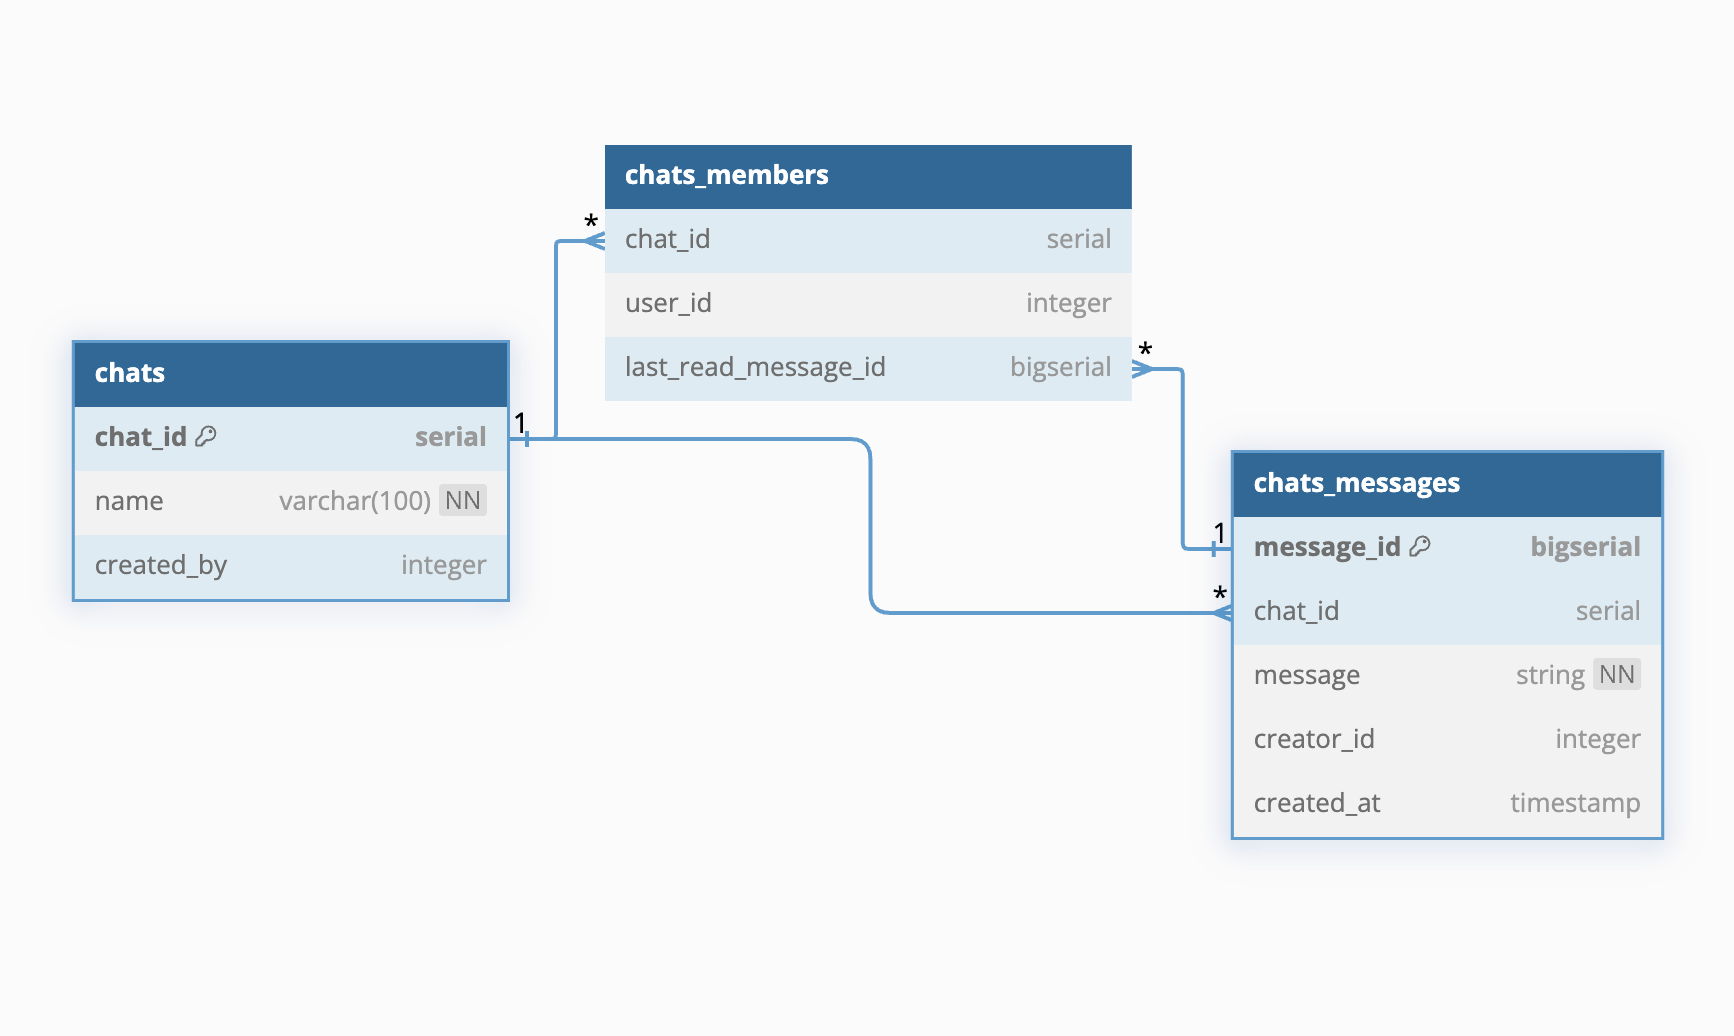 chats_members
*
chat_id serial
user_id integer
last_read_message_id bigserial
*
chats
chat_id serial
1
name varchar(100) NN
created_by integer
chats_messages
1
message_id bigserial
*
chat_id serial
message string NN
creator_id integer
created_at timestamp